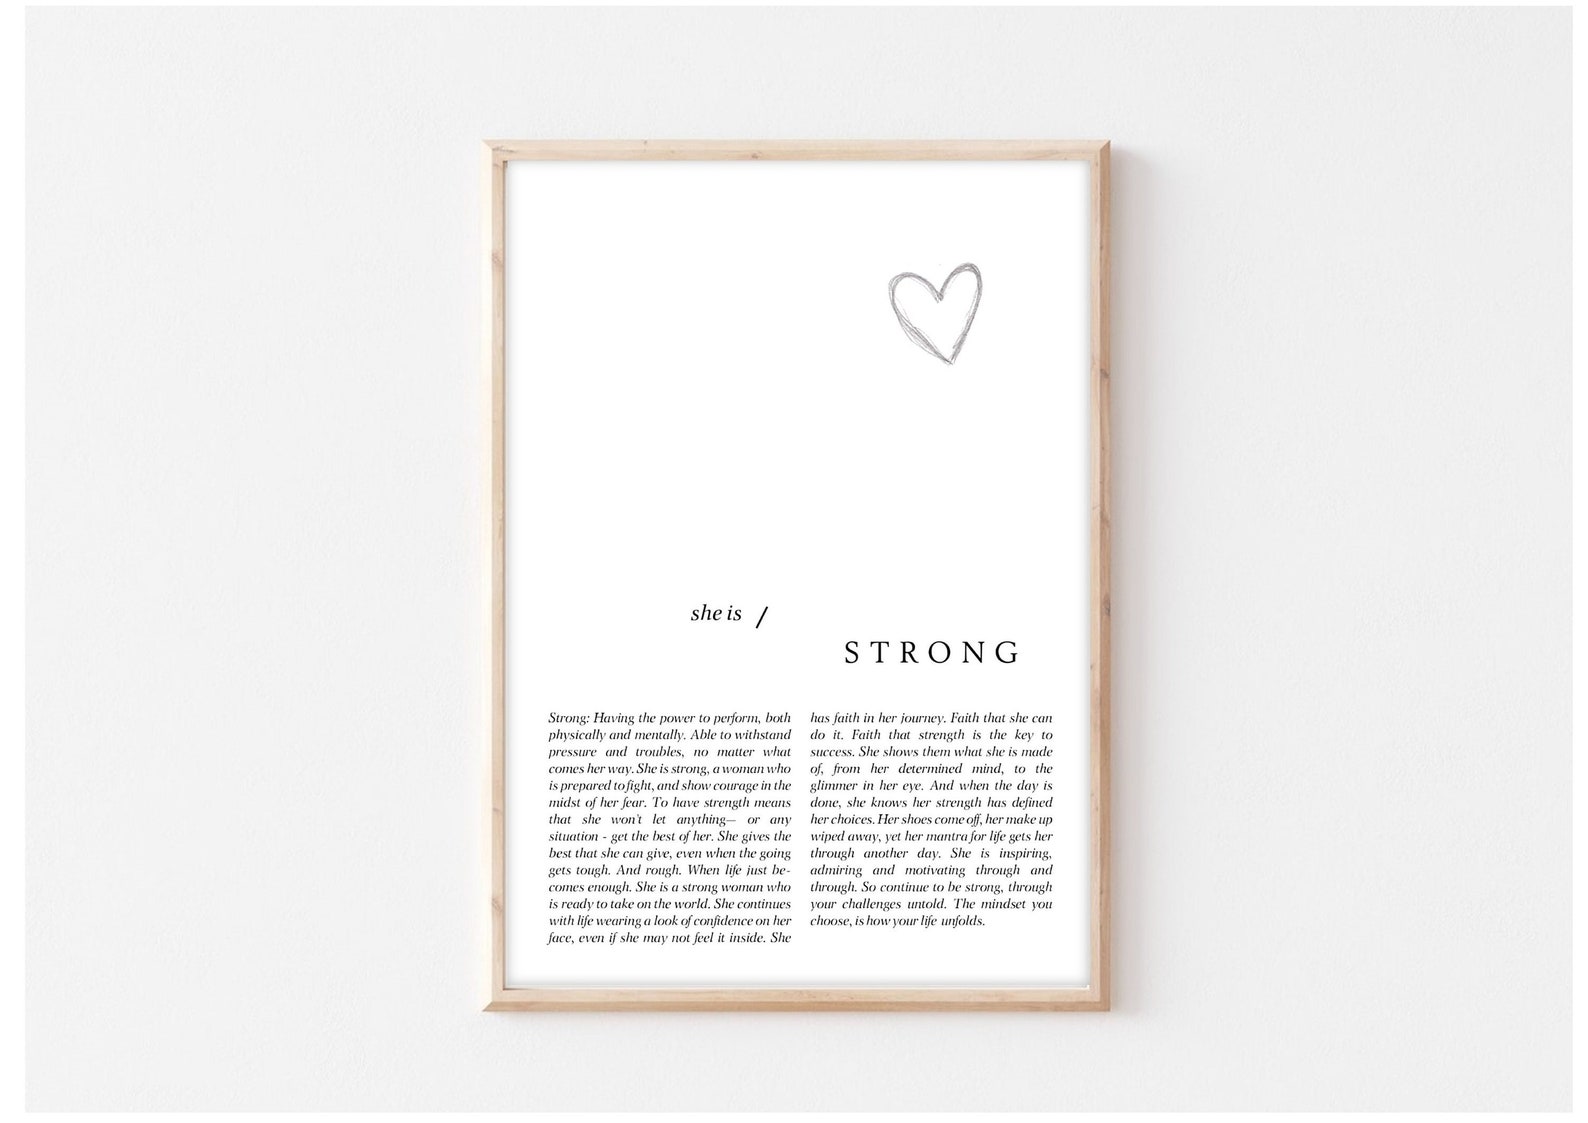 she is /
STRONG
Strong: Having the power to perform, both
physically and mentally. Able to withstand
pressure and troubles, no matter what
comes her way. She is strong, a woman who
is prepared to fight, and show courage in the
midst of her fear. To have strength means
that she won't let anything— or any
situation - get the best of her. She gives the
best that she can give, even when the going
gets tough. And rough. When life just be-
comes enough. She is a strong woman who
is ready to take on the world. She continues
with life wearing a look of confidence on her
face, even if she may not feel it inside. She
has faith in her journey. Faith that she can
do it. Faith that strength is the key to
success. She shows them what she is made
of, from her determined mind, to the
glimmer in her eye. And when the day is
done, she knows her strength has defined
her choices. Her shoes come off, her make up
wiped away, yet her mantra for life gets her
through another day. She is inspiring,
admiring and motivating through and
through. So continue to be strong, through
your challenges untold. The mindset you
choose, is how your life unfolds.